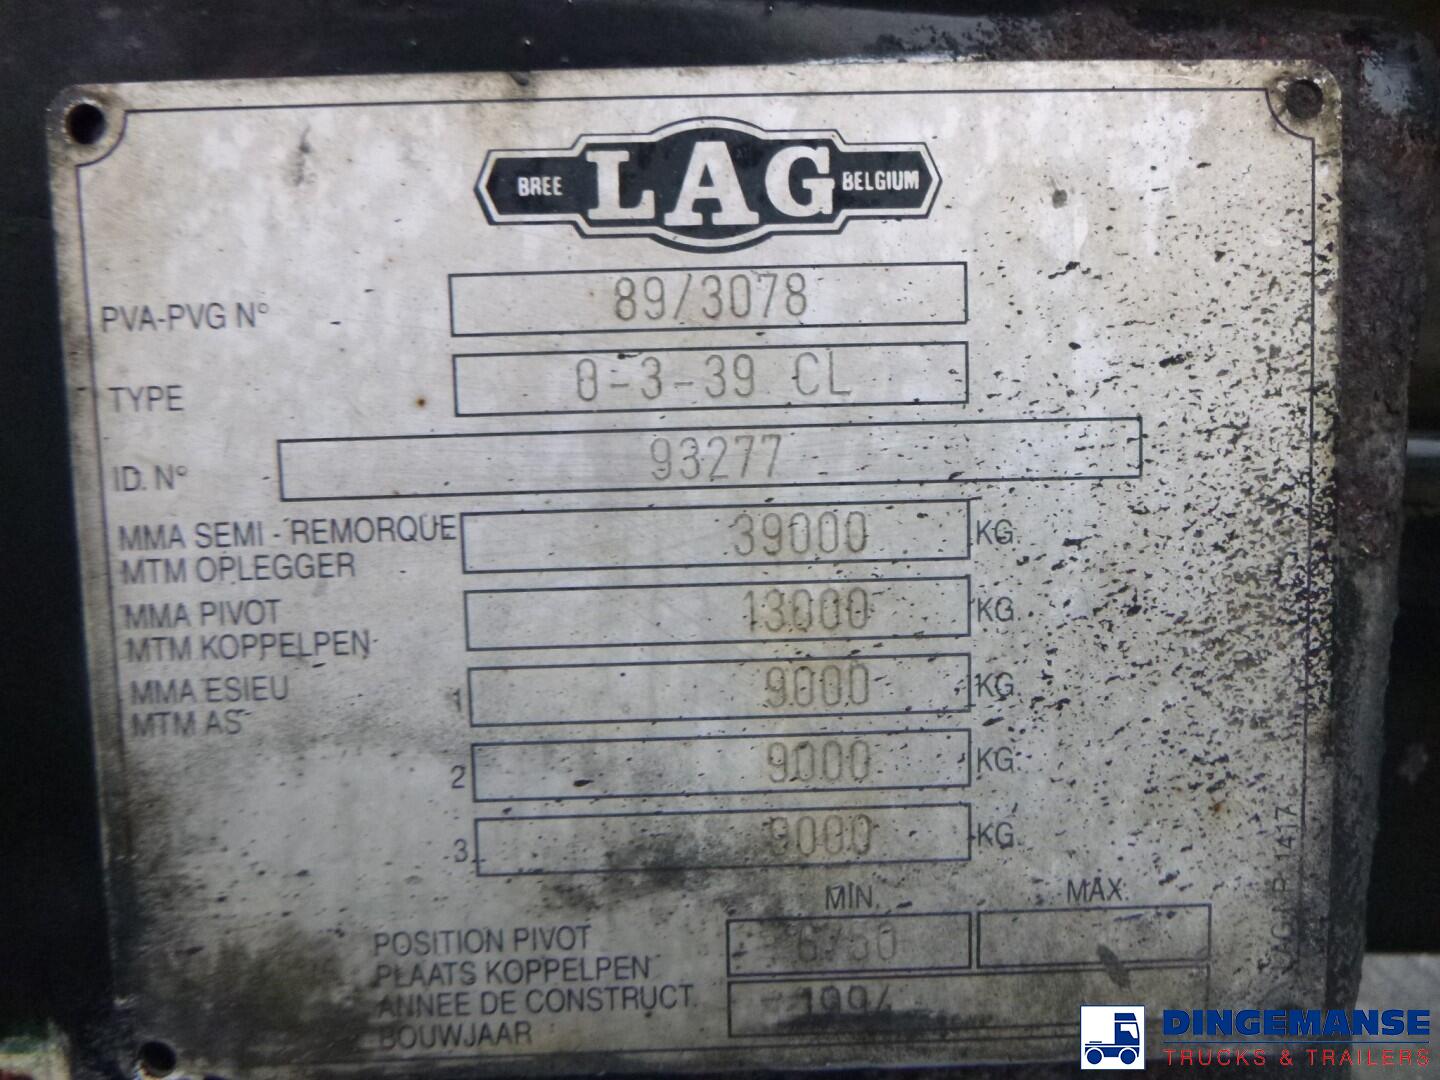 BREE LAG BELGIUM
PVA-PVG N° 89/3078
TYPE 0-3-39 CL
ID. N° 93277
MMA SEMI - REMORQUE 39000 KG
MTM OPLEGGER
MMA PIVOT 13000 KG
MTM KOPPELPEN
MMA ESIEU 1 9000 KG
MTM AS
2 9000 KG
3 9000 KG
MIN. MAX.
POSITION PIVOT
PLAATS KOPPELPEN
ANNEE DE CONSTRUCT. 1994
BOUWJAAR
1417
DINGEMANSE
TRUCKS & TRAILERS